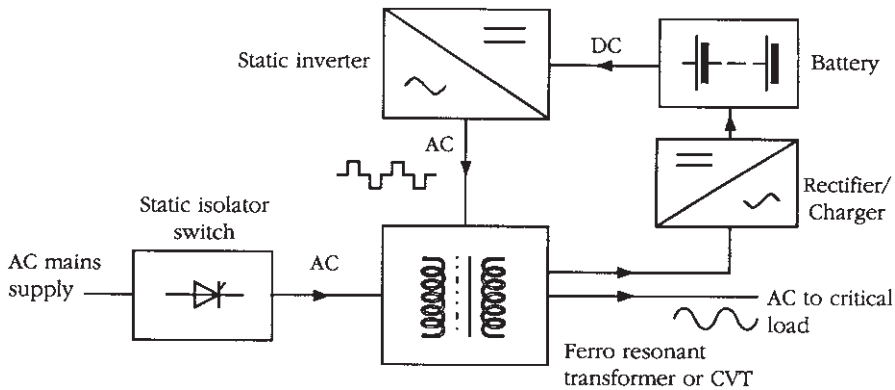 Static inverter
DC
Battery
AC
Rectifier/
Charger
Static isolator
switch
AC mains
supply
AC
AC to critical
load
Ferro resonant
transformer or CVT